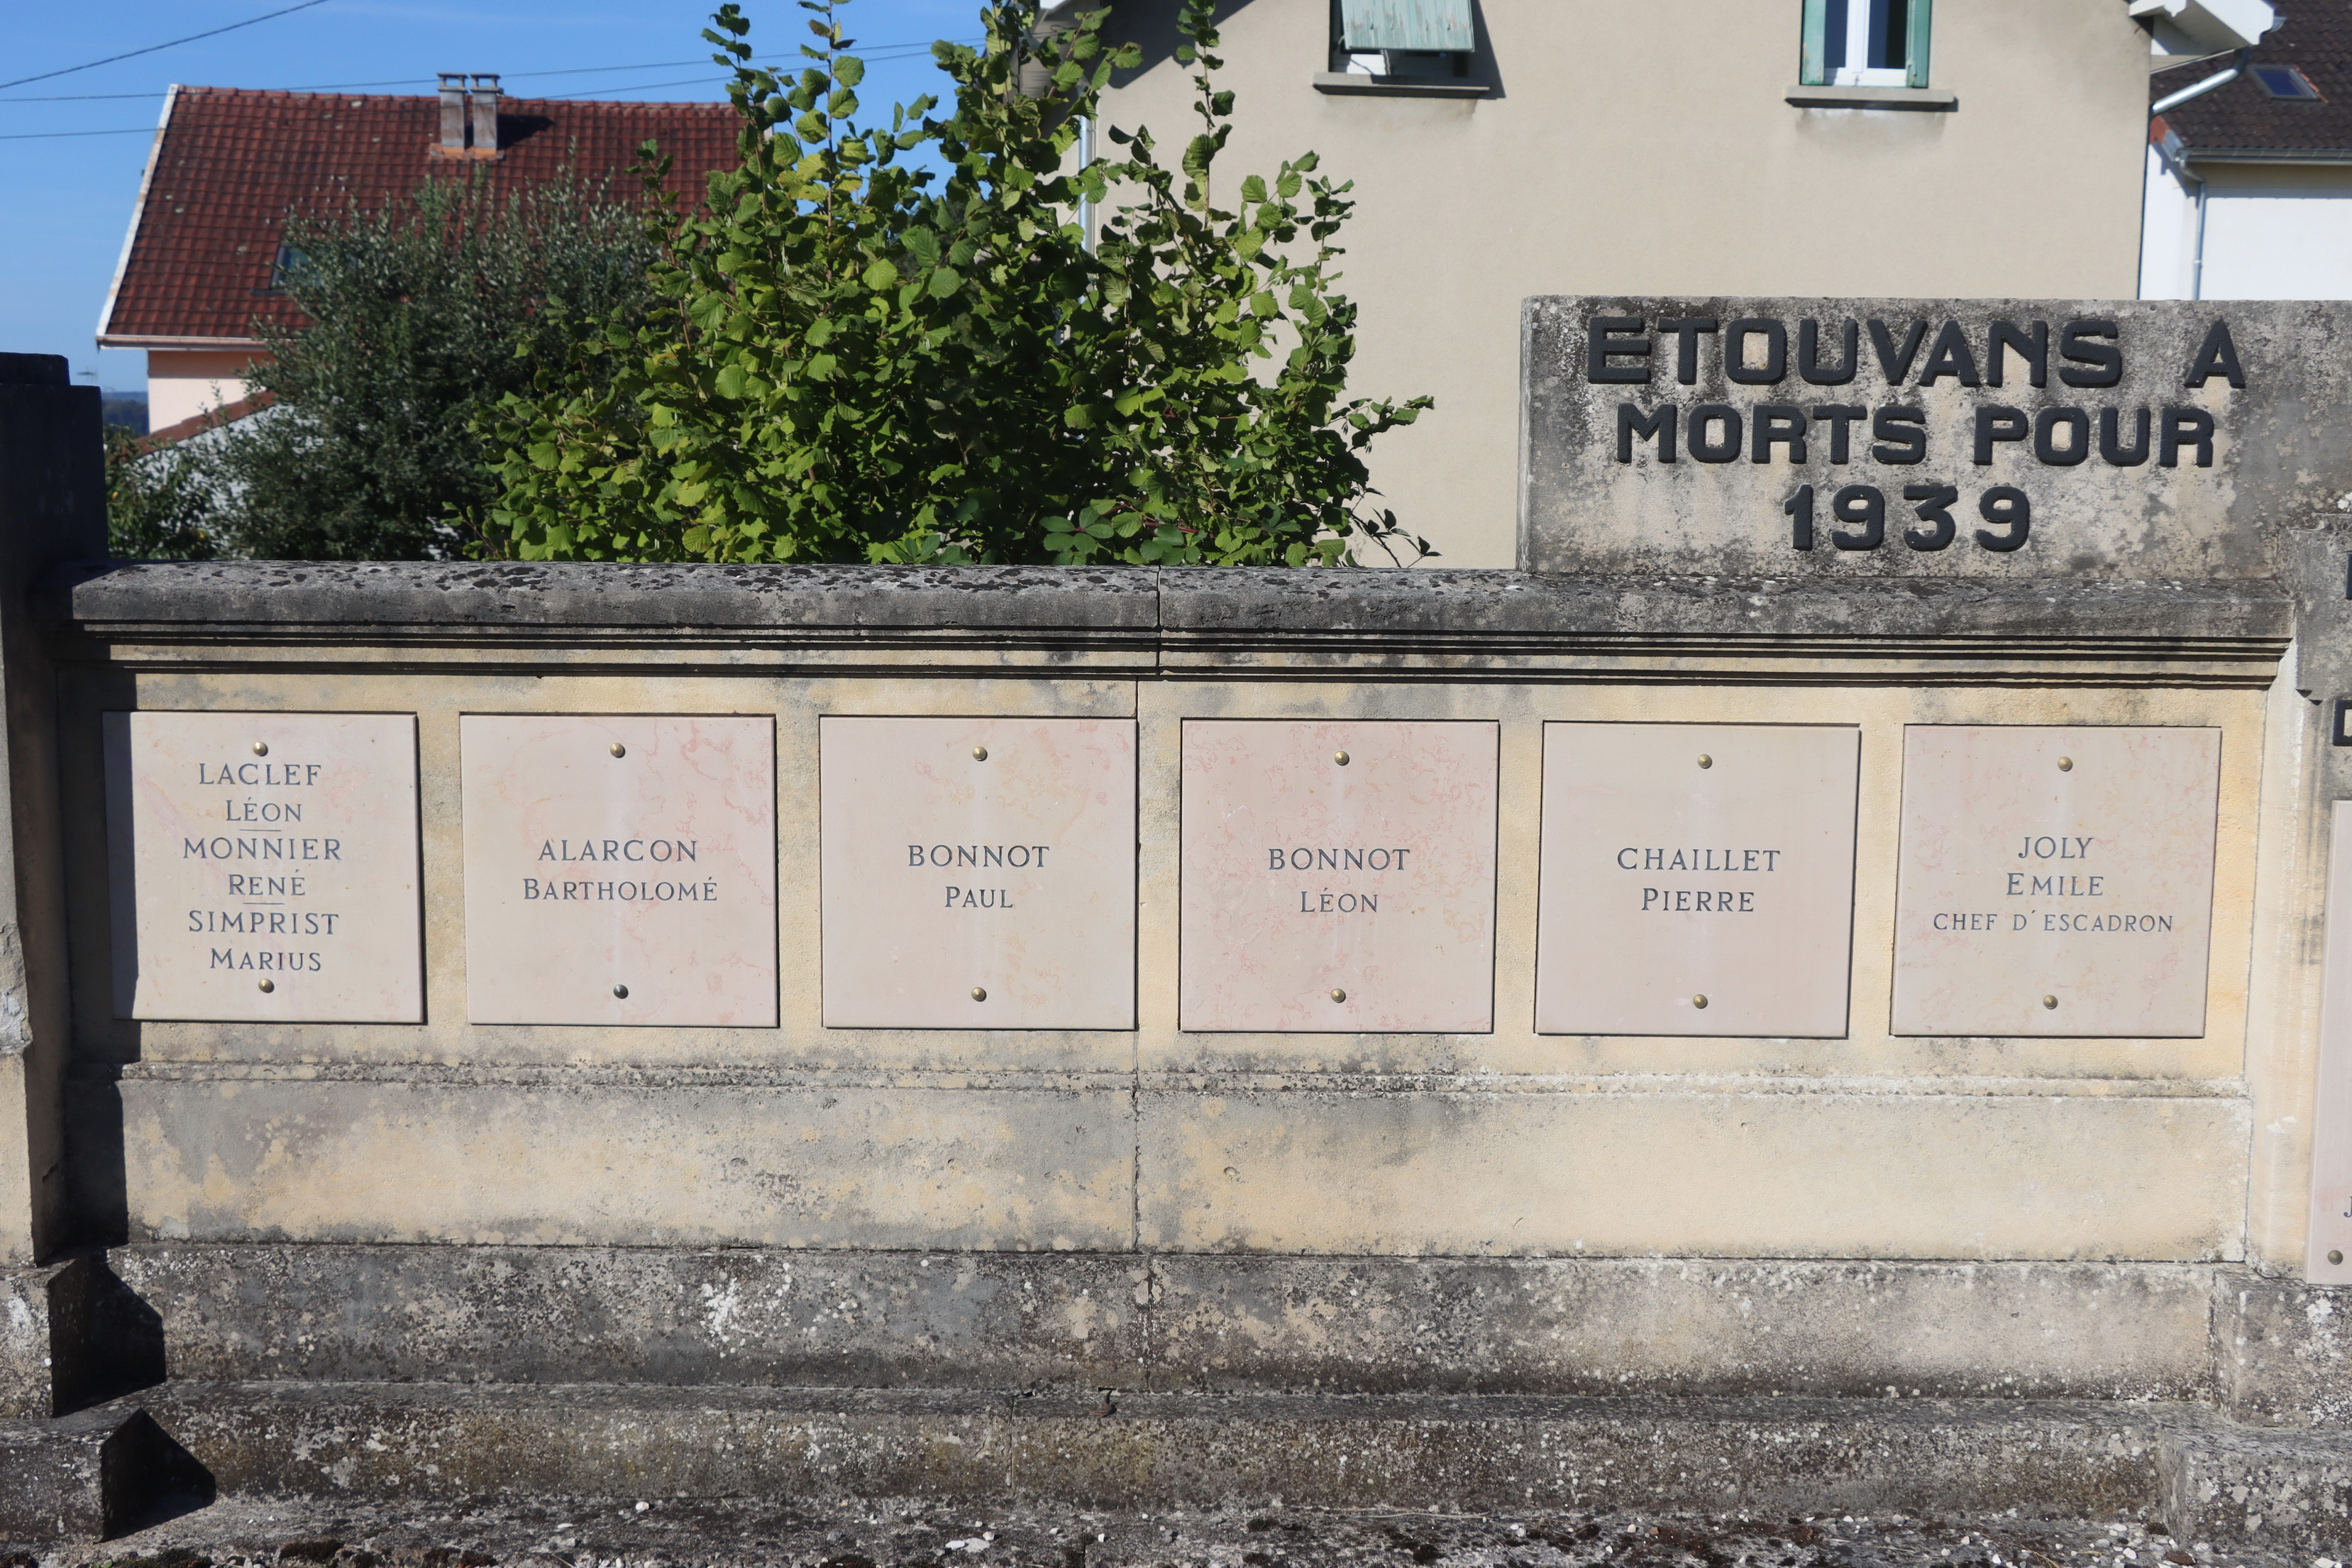 ETOUVANS A
MORTS POUR
1939
LACLEF
LÉON
MONNIER
RENÉ
SIMPRIST
MARIUS
ALARCON
BARTHOLOMÉ
BONNOT
PAUL
BONNOT
LÉON
CHAILLET
PIERRE
JOLY
EMILE
CHEF D'ESCADRON